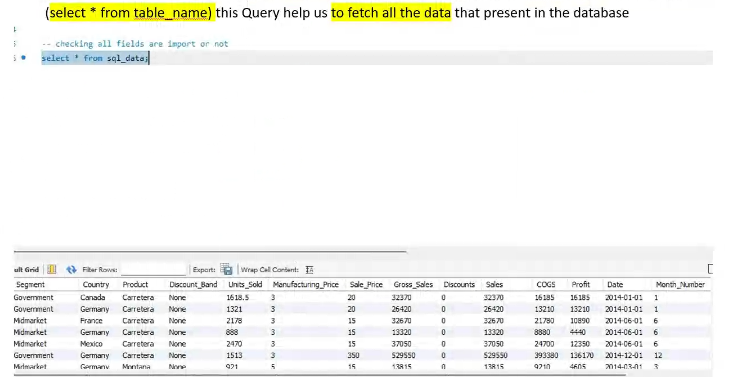 (select * from table_name) this Query help us to fetch all the data that present in the database
-- checking all fields are import or not
select * from sql_data;
ult Grid Filter Rows: Export: Wrap Cell Content:
Segment Country Product Discount_Band Units_Sold Manufacturing_Price Sale_Price Gross_Sales Discounts Sales COGS Profit Date Month_Number
Government Canada Carretera None 1618.5 3 20 32370 0 32370 16185 16185 2014-01-01 1
Government Germany Carretera None 1321 3 20 26420 0 26420 13210 13210 2014-01-01 1
Midmarket France Carretera None 2178 3 15 32670 0 32670 21780 10890 2014-06-01 6
Midmarket Germany Carretera None 888 3 15 13320 0 13320 8880 4440 2014-06-01 6
Midmarket Mexico Carretera None 2470 3 15 37050 0 37050 24700 12350 2014-06-01 6
Government Germany Carretera None 1513 3 350 529550 0 529550 393380 136170 2014-12-01 12
Midmarket Germany Montana None 921 5 15 13815 0 13815 9210 4605 2014-03-01 3